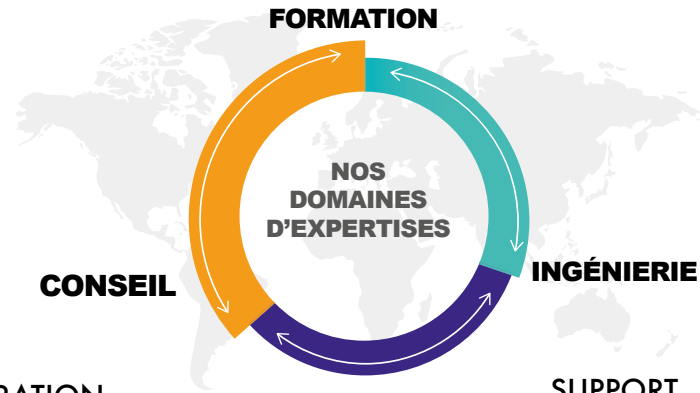 FORMATION
NOS
DOMAINES
D’EXPERTISES
CONSEIL
INGÉNIERIE
SUPPORT